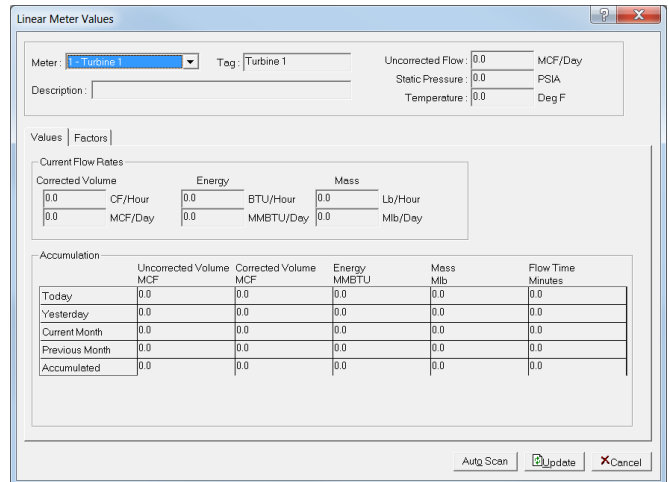 Linear Meter Values
Meter : 1 - Turbine 1 Tag : Turbine 1 Uncorrected Flow : 0.0 MCF/Day
Static Pressure : 0.0 PSIA
Description : Temperature : 0.0 Deg F
Values Factors
Current Flow Rates
Corrected Volume Energy Mass
0.0 CF/Hour 0.0 BTU/Hour 0.0 Lb/Hour
0.0 MCF/Day 0.0 MMBTU/Day 0.0 Mlb/Day
Accumulation
Uncorrected Volume Corrected Volume Energy Mass Flow Time
MCF MCF MMBTU Mlb Minutes
Today 0.0 0.0 0.0 0.0 0.0
Yesterday 0.0 0.0 0.0 0.0 0.0
Current Month 0.0 0.0 0.0 0.0 0.0
Previous Month 0.0 0.0 0.0 0.0 0.0
Accumulated 0.0 0.0 0.0 0.0 0.0
Auto Scan Update Cancel